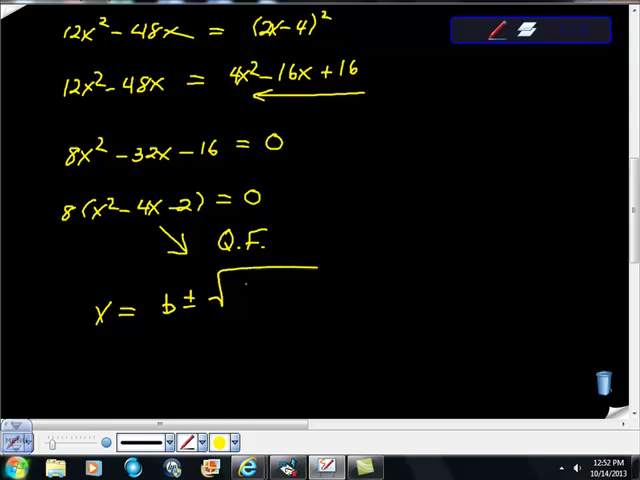 12x² - 48x = (2x - 4)²
12x² - 48x = 4x² - 16x + 16
8x² - 32x - 16 = 0
8(x² - 4x - 2) = 0
Q.F.
x = b ± √
MENU
12:52 PM
10/14/2013